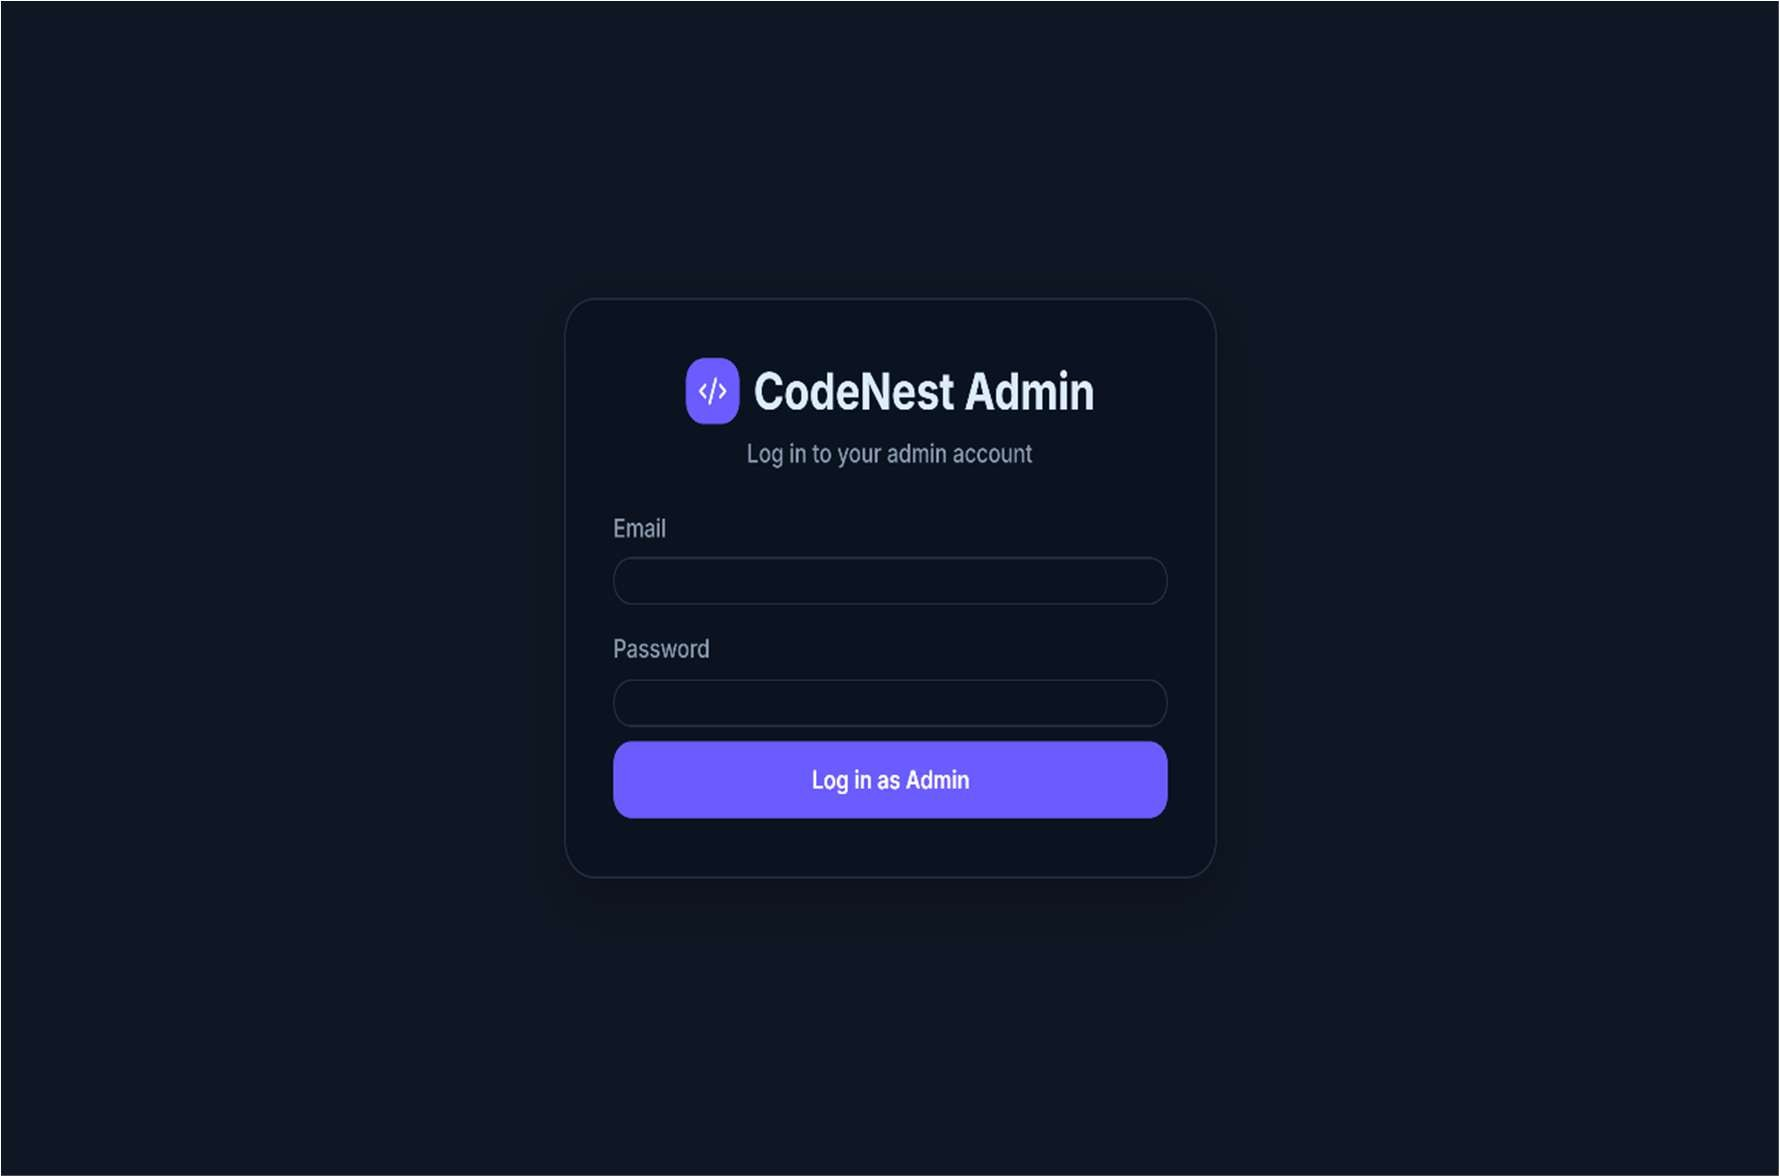 </> CodeNest Admin
Log in to your admin account
Email
Password
Log in as Admin